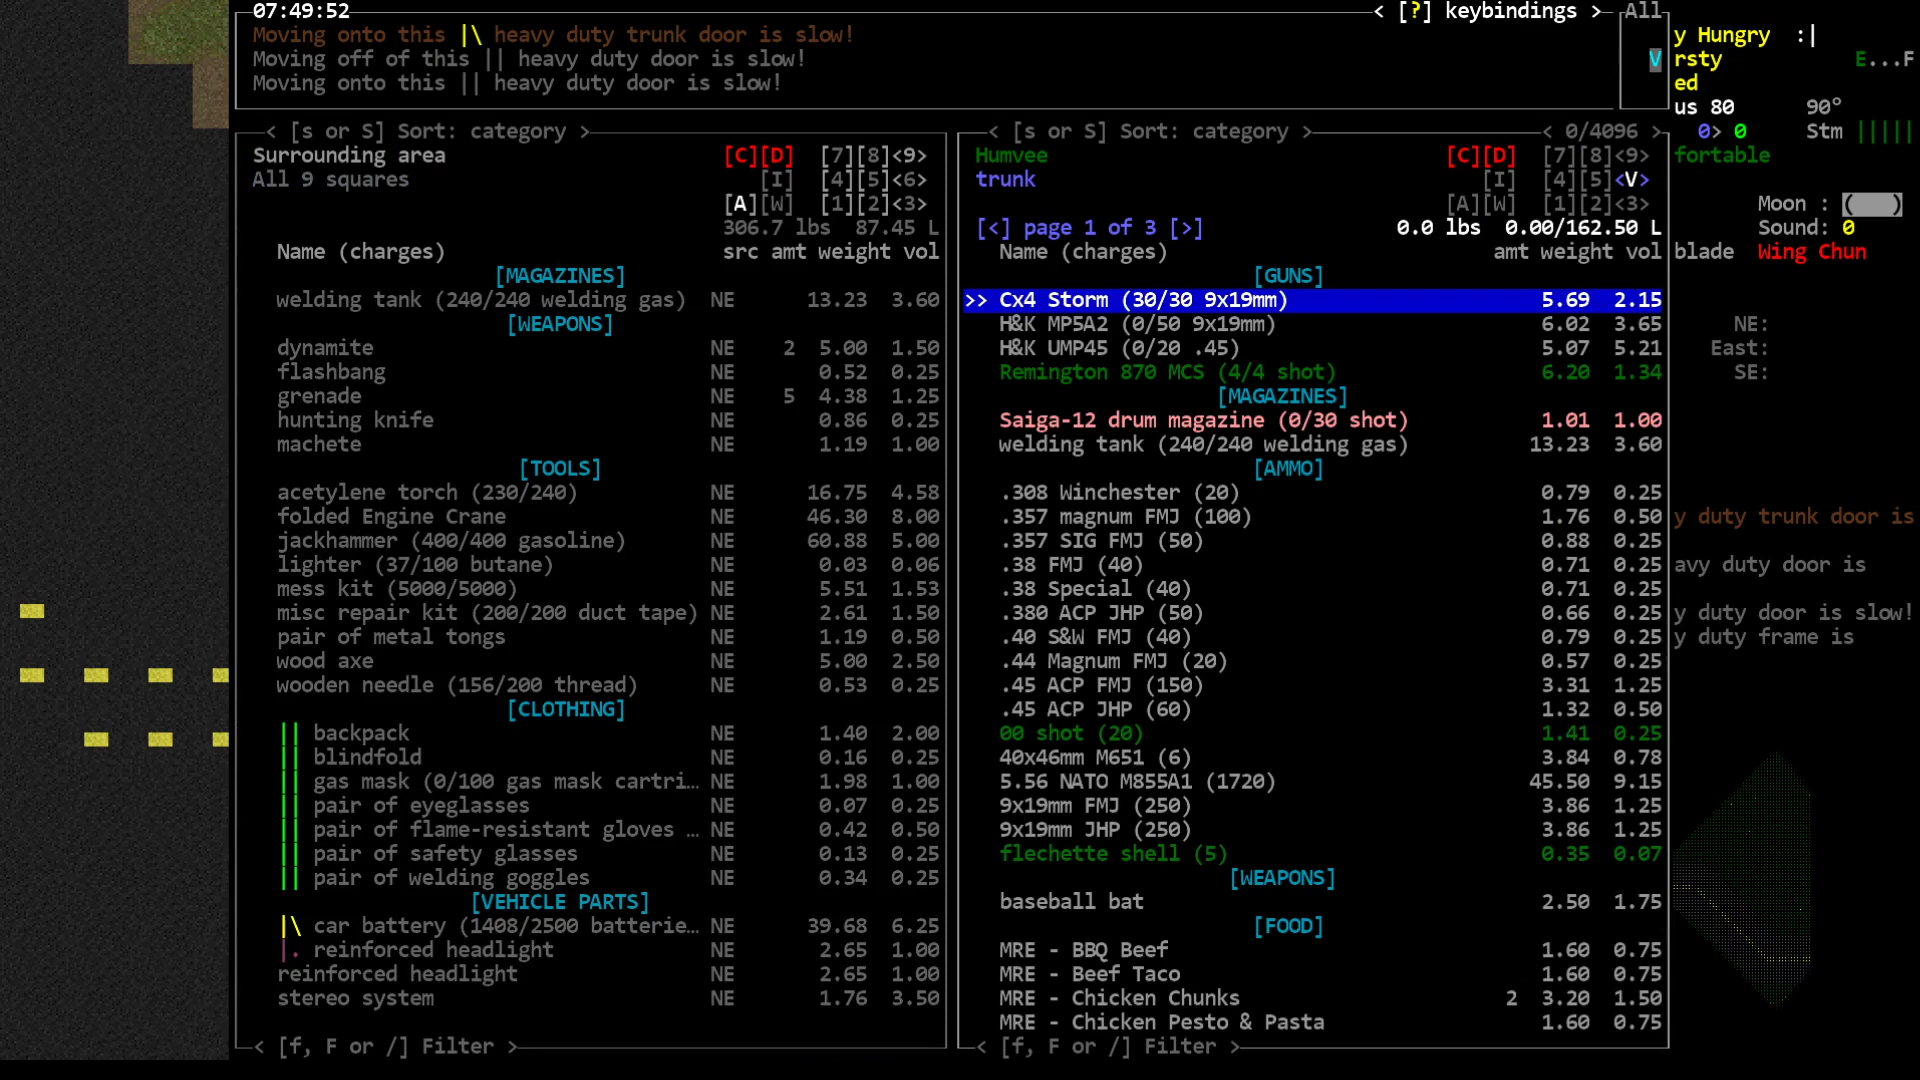 07:49:52 < [?] keybindings > All
Moving onto this |\ heavy duty trunk door is slow!
Moving off of this || heavy duty door is slow!
Moving onto this || heavy duty door is slow!
V
y Hungry :|
rsty E...F
ed
us 80 90°
0> 0 Stm |||||
fortable
Moon : ( )
Sound: 0
blade Wing Chun
NE:
East:
SE:
y duty trunk door is
avy duty door is
y duty door is slow!
y duty frame is
< [s or S] Sort: category >
Surrounding area [C][D] [7][8]<9>
All 9 squares [I] [4][5]<6>
[A][W] [1][2]<3>
306.7 lbs 87.45 L
Name (charges) src amt weight vol
[MAGAZINES]
welding tank (240/240 welding gas) NE 13.23 3.60
[WEAPONS]
dynamite NE 2 5.00 1.50
flashbang NE 0.52 0.25
grenade NE 5 4.38 1.25
hunting knife NE 0.86 0.25
machete NE 1.19 1.00
[TOOLS]
acetylene torch (230/240) NE 16.75 4.58
folded Engine Crane NE 46.30 8.00
jackhammer (400/400 gasoline) NE 60.88 5.00
lighter (37/100 butane) NE 0.03 0.06
mess kit (5000/5000) NE 5.51 1.53
misc repair kit (200/200 duct tape) NE 2.61 1.50
pair of metal tongs NE 1.19 0.50
wood axe NE 5.00 2.50
wooden needle (156/200 thread) NE 0.53 0.25
[CLOTHING]
|| backpack NE 1.40 2.00
|| blindfold NE 0.16 0.25
|| gas mask (0/100 gas mask cartri… NE 1.98 1.00
|| pair of eyeglasses NE 0.07 0.25
|| pair of flame-resistant gloves … NE 0.42 0.50
|| pair of safety glasses NE 0.13 0.25
|| pair of welding goggles NE 0.34 0.25
[VEHICLE PARTS]
|\ car battery (1408/2500 batterie… NE 39.68 6.25
|. reinforced headlight NE 2.65 1.00
reinforced headlight NE 2.65 1.00
stereo system NE 1.76 3.50
< [f, F or /] Filter >
< [s or S] Sort: category > < 0/4096 >
Humvee [C][D] [7][8]<9>
trunk [I] [4][5]<V>
[A][W] [1][2]<3>
[<] page 1 of 3 [>] 0.0 lbs 0.00/162.50 L
Name (charges) amt weight vol
[GUNS]
>> Cx4 Storm (30/30 9x19mm) 5.69 2.15
H&K MP5A2 (0/50 9x19mm) 6.02 3.65
H&K UMP45 (0/20 .45) 5.07 5.21
Remington 870 MCS (4/4 shot) 6.20 1.34
[MAGAZINES]
Saiga-12 drum magazine (0/30 shot) 1.01 1.00
welding tank (240/240 welding gas) 13.23 3.60
[AMMO]
.308 Winchester (20) 0.79 0.25
.357 magnum FMJ (100) 1.76 0.50
.357 SIG FMJ (50) 0.88 0.25
.38 FMJ (40) 0.71 0.25
.38 Special (40) 0.71 0.25
.380 ACP JHP (50) 0.66 0.25
.40 S&W FMJ (40) 0.79 0.25
.44 Magnum FMJ (20) 0.57 0.25
.45 ACP FMJ (150) 3.31 1.25
.45 ACP JHP (60) 1.32 0.50
00 shot (20) 1.41 0.25
40x46mm M651 (6) 3.84 0.78
5.56 NATO M855A1 (1720) 45.50 9.15
9x19mm FMJ (250) 3.86 1.25
9x19mm JHP (250) 3.86 1.25
flechette shell (5) 0.35 0.07
[WEAPONS]
baseball bat 2.50 1.75
[FOOD]
MRE - BBQ Beef 1.60 0.75
MRE - Beef Taco 1.60 0.75
MRE - Chicken Chunks 2 3.20 1.50
MRE - Chicken Pesto & Pasta 1.60 0.75
< [f, F or /] Filter >